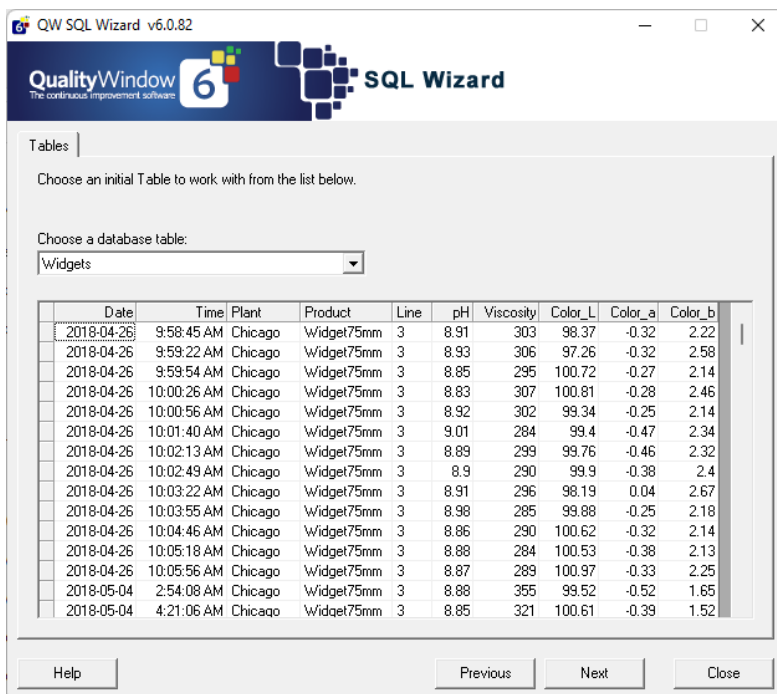 QW SQL Wizard v6.0.82
QualityWindow 6
The continuous improvement software
SQL Wizard
Tables
Choose an initial Table to work with from the list below.
Choose a database table:
Widgets
Date Time Plant Product Line pH Viscosity Color_L Color_a Color_b
2018-04-26 9:58:45 AM Chicago Widget75mm 3 8.91 303 98.37 -0.32 2.22
2018-04-26 9:59:22 AM Chicago Widget75mm 3 8.93 306 97.26 -0.32 2.58
2018-04-26 9:59:54 AM Chicago Widget75mm 3 8.85 295 100.72 -0.27 2.14
2018-04-26 10:00:26 AM Chicago Widget75mm 3 8.83 307 100.81 -0.28 2.46
2018-04-26 10:00:56 AM Chicago Widget75mm 3 8.92 302 99.34 -0.25 2.14
2018-04-26 10:01:40 AM Chicago Widget75mm 3 9.01 284 99.4 -0.47 2.34
2018-04-26 10:02:13 AM Chicago Widget75mm 3 8.89 299 99.76 -0.46 2.32
2018-04-26 10:02:49 AM Chicago Widget75mm 3 8.9 290 99.9 -0.38 2.4
2018-04-26 10:03:22 AM Chicago Widget75mm 3 8.91 296 98.19 0.04 2.67
2018-04-26 10:03:55 AM Chicago Widget75mm 3 8.98 285 99.88 -0.25 2.18
2018-04-26 10:04:46 AM Chicago Widget75mm 3 8.86 290 100.62 -0.32 2.14
2018-04-26 10:05:18 AM Chicago Widget75mm 3 8.88 284 100.53 -0.38 2.13
2018-04-26 10:05:56 AM Chicago Widget75mm 3 8.87 289 100.97 -0.33 2.25
2018-05-04 2:54:08 AM Chicago Widget75mm 3 8.88 355 99.52 -0.52 1.65
2018-05-04 4:21:06 AM Chicago Widget75mm 3 8.85 321 100.61 -0.39 1.52
Help Previous Next Close